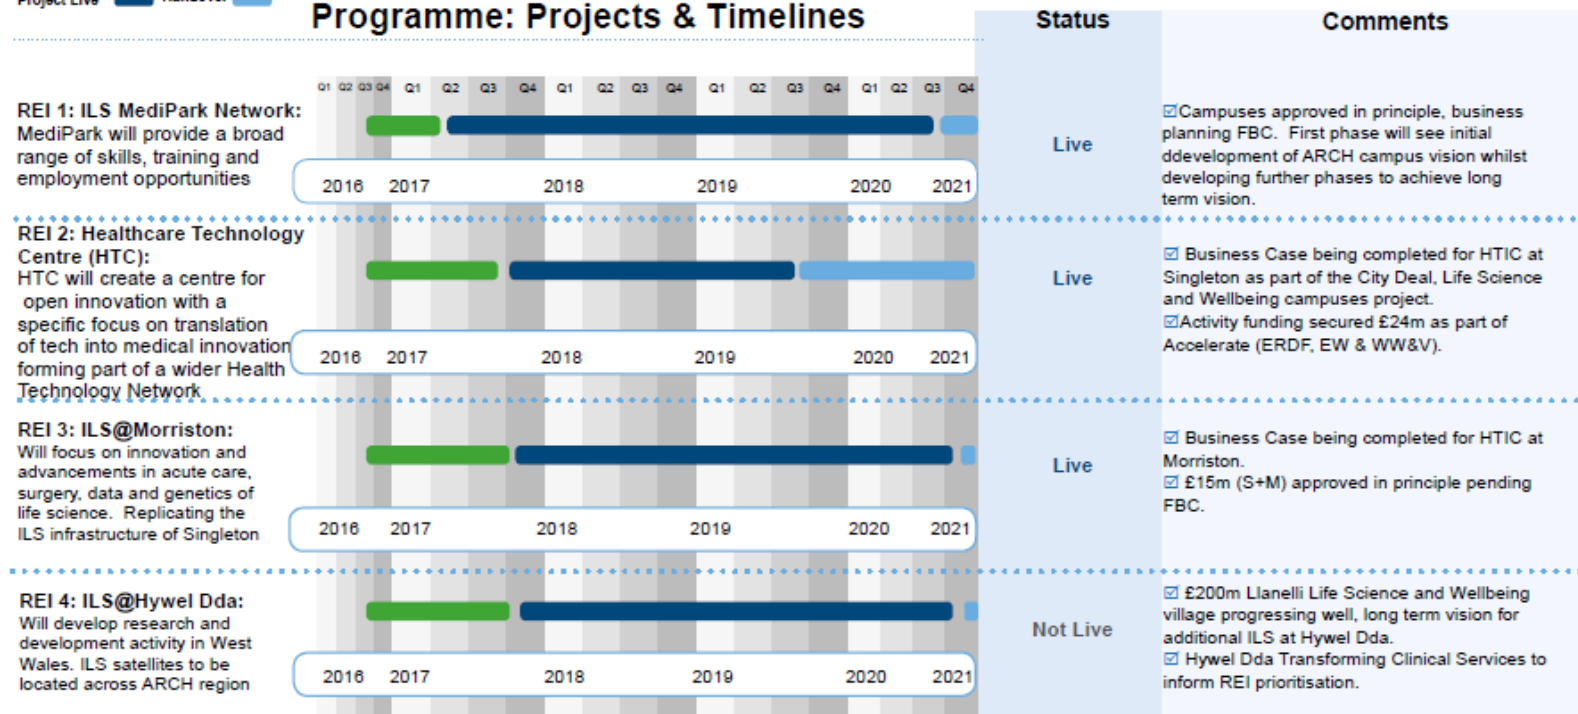 Project Live
Handover
Programme: Projects & Timelines
Status
Comments
Q1 Q2 Q3 Q4 Q1 Q2 Q3 Q4 Q1 Q2 Q3 Q4 Q1 Q2 Q3 Q4 Q1 Q2 Q3 Q4
REI 1: ILS MediPark Network:
MediPark will provide a broad
range of skills, training and
employment opportunities
2016 2017 2018 2019 2020 2021
Live
☑Campuses approved in principle, business
planning FBC. First phase will see initial
ddevelopment of ARCH campus vision whilst
developing further phases to achieve long
term vision.
REI 2: Healthcare Technology
Centre (HTC):
HTC will create a centre for
open innovation with a
specific focus on translation
of tech into medical innovation
forming part of a wider Health
Technology Network
2016 2017 2018 2019 2020 2021
Live
☑ Business Case being completed for HTIC at
Singleton as part of the City Deal, Life Science
and Wellbeing campuses project.
☑Activity funding secured £24m as part of
Accelerate (ERDF, EW & WW&V).
REI 3: ILS@Morriston:
Will focus on innovation and
advancements in acute care,
surgery, data and genetics of
life science. Replicating the
ILS infrastructure of Singleton
2016 2017 2018 2019 2020 2021
Live
☑ Business Case being completed for HTIC at
Morriston.
☑ £15m (S+M) approved in principle pending
FBC.
REI 4: ILS@Hywel Dda:
Will develop research and
development activity in West
Wales. ILS satellites to be
located across ARCH region
2016 2017 2018 2019 2020 2021
Not Live
☑ £200m Llanelli Life Science and Wellbeing
village progressing well, long term vision for
additional ILS at Hywel Dda.
☑ Hywel Dda Transforming Clinical Services to
inform REI prioritisation.